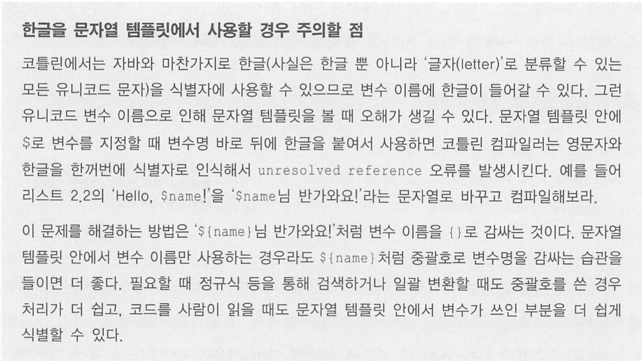 한글을 문자열 템플릿에서 사용할 경우 주의할 점
코틀린에서는 자바와 마찬가지로 한글(사실은 한글 뿐 아니라 ‘글자(letter)’로 분류할 수 있는
모든 유니코드 문자)을 식별자에 사용할 수 있으므로 변수 이름에 한글이 들어갈 수 있다. 그런
유니코드 변수 이름으로 인해 문자열 템플릿을 볼 때 오해가 생길 수 있다. 문자열 템플릿 안에
$로 변수를 지정할 때 변수명 바로 뒤에 한글을 붙여서 사용하면 코틀린 컴파일러는 영문자와
한글을 한꺼번에 식별자로 인식해서 unresolved reference 오류를 발생시킨다. 예를 들어
리스트 2.2의 ‘Hello, $name!’을 ‘$name님 반가와요!’라는 문자열로 바꾸고 컴파일해보라.
이 문제를 해결하는 방법은 ‘${name}님 반가와요!’처럼 변수 이름을 {}로 감싸는 것이다. 문자열
템플릿 안에서 변수 이름만 사용하는 경우라도 ${name}처럼 중괄호로 변수명을 감싸는 습관을
들이면 더 좋다. 필요할 때 정규식 등을 통해 검색하거나 일괄 변환할 때도 중괄호를 쓴 경우
처리가 더 쉽고, 코드를 사람이 읽을 때도 문자열 템플릿 안에서 변수가 쓰인 부분을 더 쉽게
식별할 수 있다.